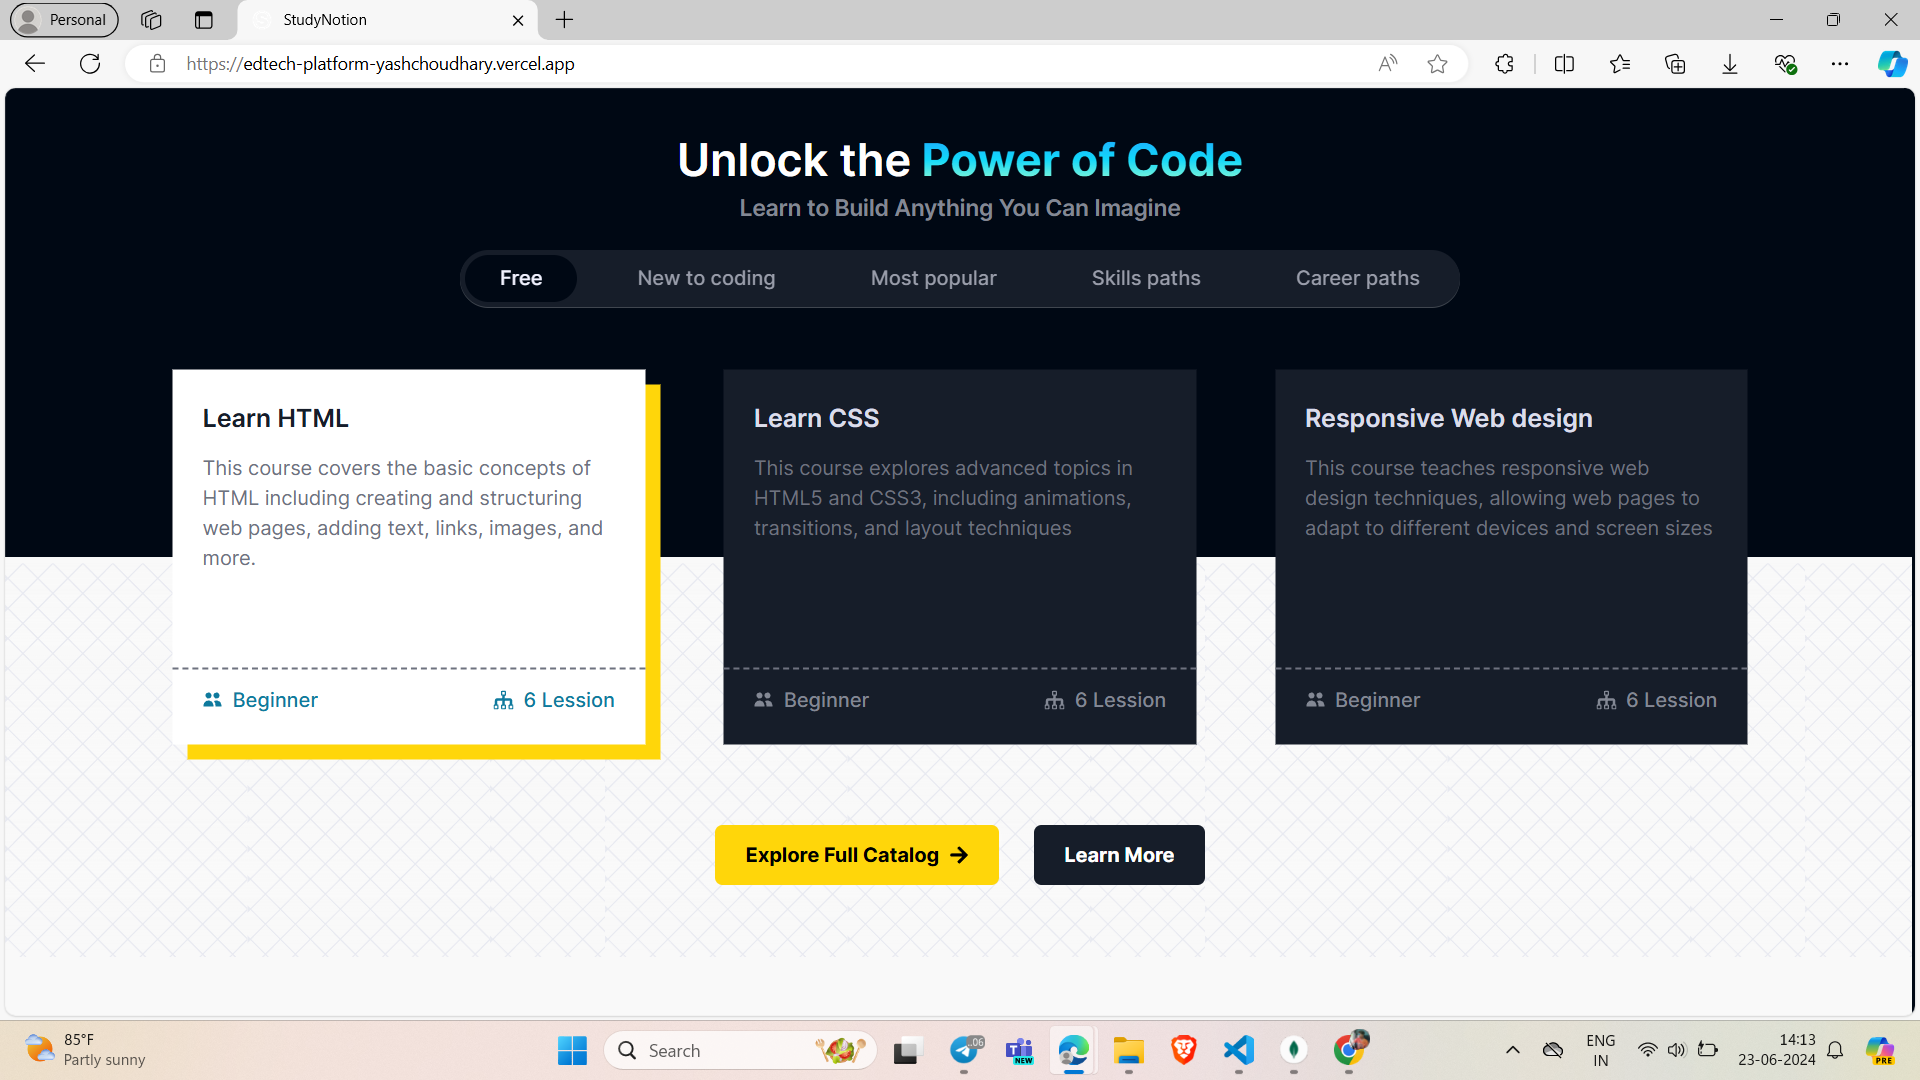 Personal
StudyNotion
https://edtech-platform-yashchoudhary.vercel.app
Unlock the Power of Code
Learn to Build Anything You Can Imagine
Free
New to coding
Most popular
Skills paths
Career paths
Learn HTML
This course covers the basic concepts of
HTML including creating and structuring
web pages, adding text, links, images, and
more.
Beginner
6 Lession
Learn CSS
This course explores advanced topics in
HTML5 and CSS3, including animations,
transitions, and layout techniques
Beginner
6 Lession
Responsive Web design
This course teaches responsive web
design techniques, allowing web pages to
adapt to different devices and screen sizes
Beginner
6 Lession
Explore Full Catalog
Learn More
85°F
Partly sunny
Search
..06
NEW
ENG
IN
14:13
23-06-2024
PRE